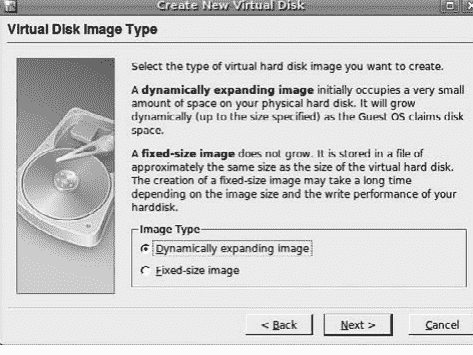 Create New Virtual Disk
Virtual Disk Image Type
Select the type of virtual hard disk image you want to create.
A dynamically expanding image initially occupies a very small
amount of space on your physical hard disk. It will grow
dynamically (up to the size specified) as the Guest OS claims disk
space.
A fixed-size image does not grow. It is stored in a file of
approximately the same size as the size of the virtual hard disk.
The creation of a fixed-size image may take a long time
depending on the image size and the write performance of your
harddisk.
Image Type
Dynamically expanding image
Fixed-size image
< Back Next > Cancel